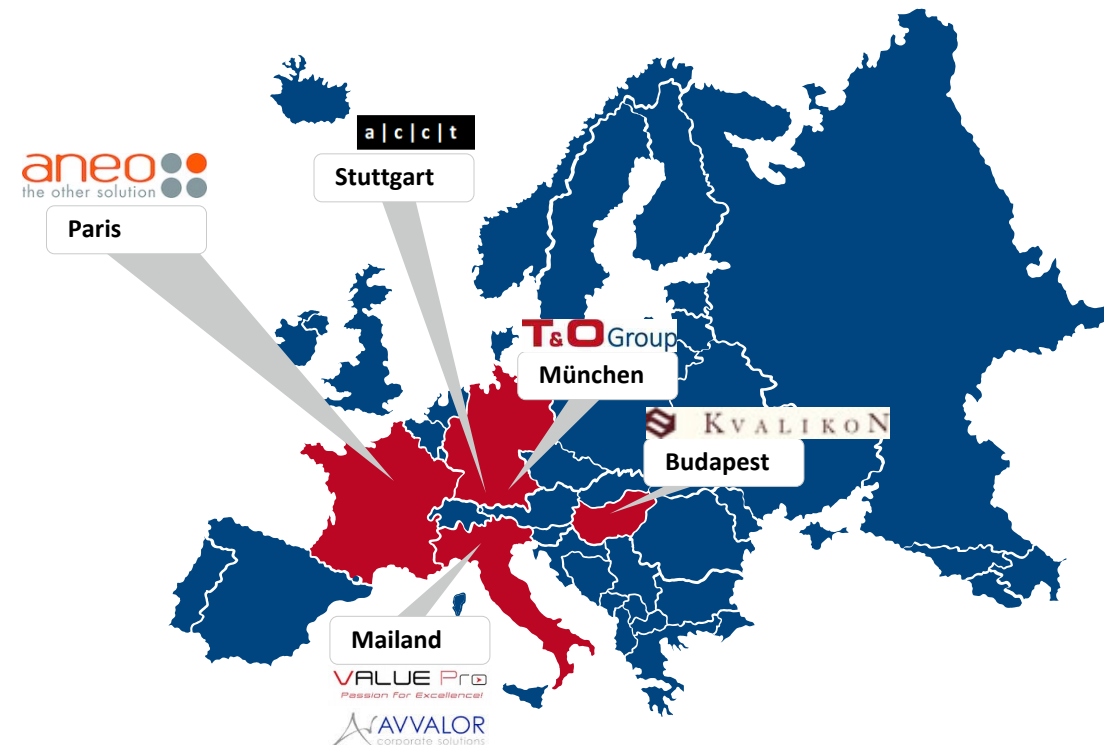 a|c|c|t
Stuttgart
aneo
the other solution
Paris
T&O Group
München
KVALIKON
Budapest
Mailand
VALUE Pro
Passion for Excellence!
AVVALOR
corporate solutions